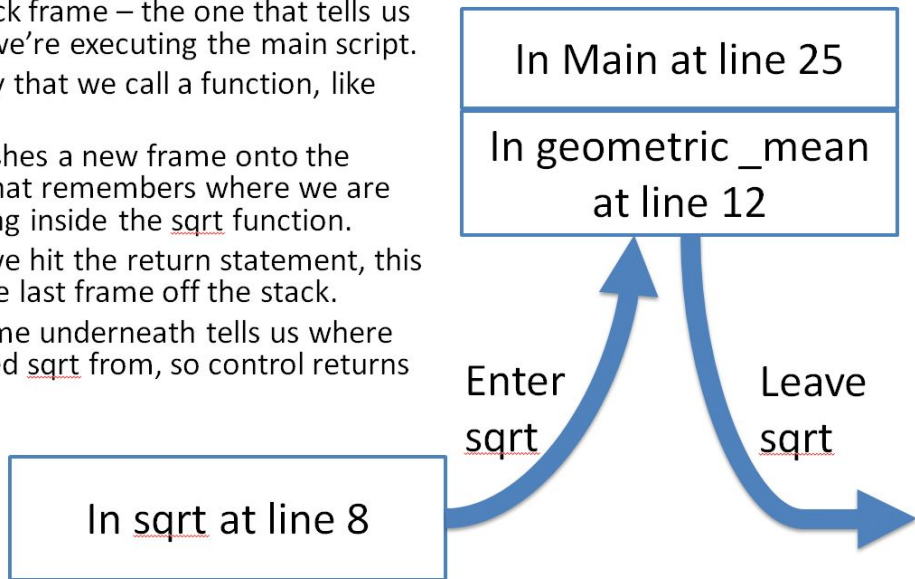 ck frame – the one that tells us
we’re executing the main script.
that we call a function, like
shes a new frame onto the
hat remembers where we are
ng inside the sqrt function.
we hit the return statement, this
e last frame off the stack.
me underneath tells us where
ed sqrt from, so control returns
In Main at line 25
In geometric _mean
at line 12
Enter
sqrt
Leave
sqrt
In sqrt at line 8